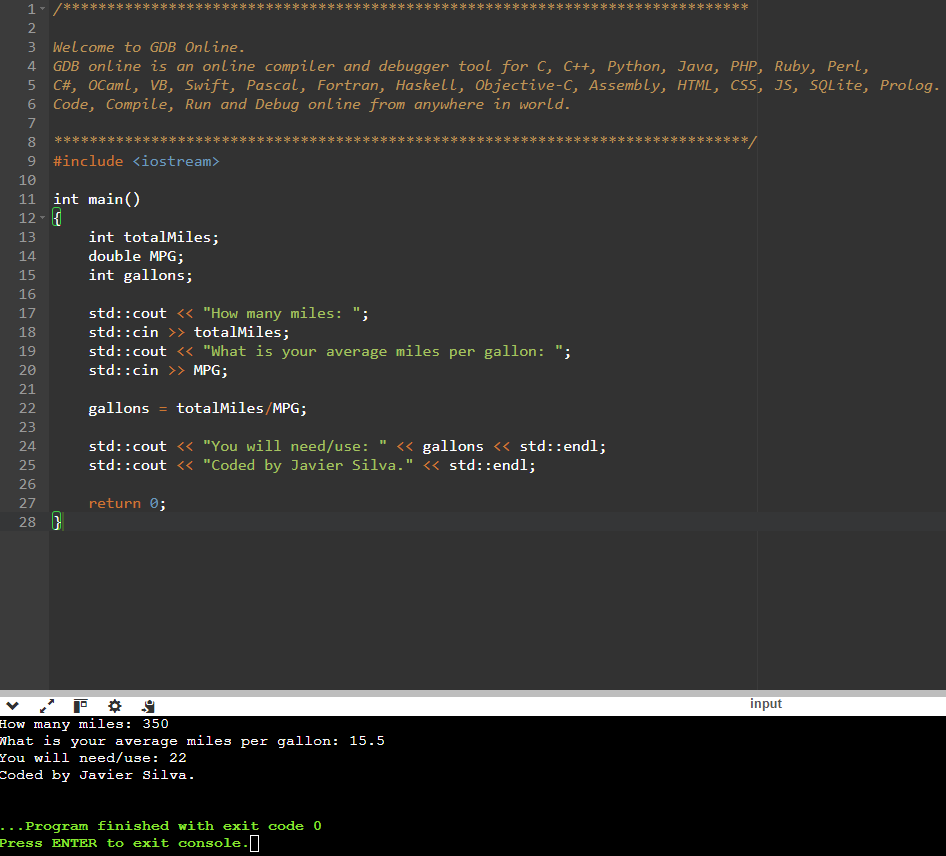 1 /******************************************************************************
2
3 Welcome to GDB Online.
4 GDB online is an online compiler and debugger tool for C, C++, Python, Java, PHP, Ruby, Perl,
5 C#, OCaml, VB, Swift, Pascal, Fortran, Haskell, Objective-C, Assembly, HTML, CSS, JS, SQLite, Prolog.
6 Code, Compile, Run and Debug online from anywhere in world.
7
8 *******************************************************************************/
9 #include <iostream>
10
11 int main()
12 {
13     int totalMiles;
14     double MPG;
15     int gallons;
16
17     std::cout << "How many miles: ";
18     std::cin >> totalMiles;
19     std::cout << "What is your average miles per gallon: ";
20     std::cin >> MPG;
21
22     gallons = totalMiles/MPG;
23
24     std::cout << "You will need/use: " << gallons << std::endl;
25     std::cout << "Coded by Javier Silva." << std::endl;
26
27     return 0;
28 }
input
How many miles: 350
What is your average miles per gallon: 15.5
You will need/use: 22
Coded by Javier Silva.
...Program finished with exit code 0
Press ENTER to exit console.